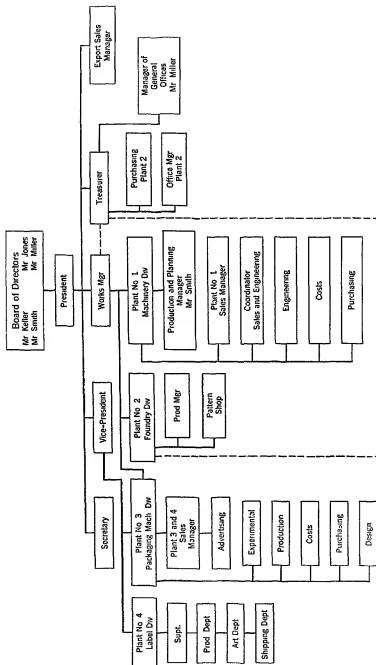 Board of Directors
Mr Keller Mr Jones
Mr Smith Mr Miller
President
Secretary
Vice-President
Works Mgr
Treasurer
Export Sales
Manager
Plant No 4
Label Div
Supt.
Prod Dept
Art Dept
Shipping Dept
Plant No 3
Packaging Mach Div
Plant 3 and 4
Sales
Manager
Advertising
Experimental
Production
Costs
Purchasing
Design
Plant No 2
Foundry Div
Prod Mgr
Pattern
Shop
Plant No 1
Machinery Div
Production and Planning
Manager
Mr Smith
Plant No 1
Sales Manager
Coordinator
Sales and Engineering
Engineering
Costs
Purchasing
Purchasing
Plant 2
Office Mgr
Plant 2
Manager of
General
Offices
Mr Miller